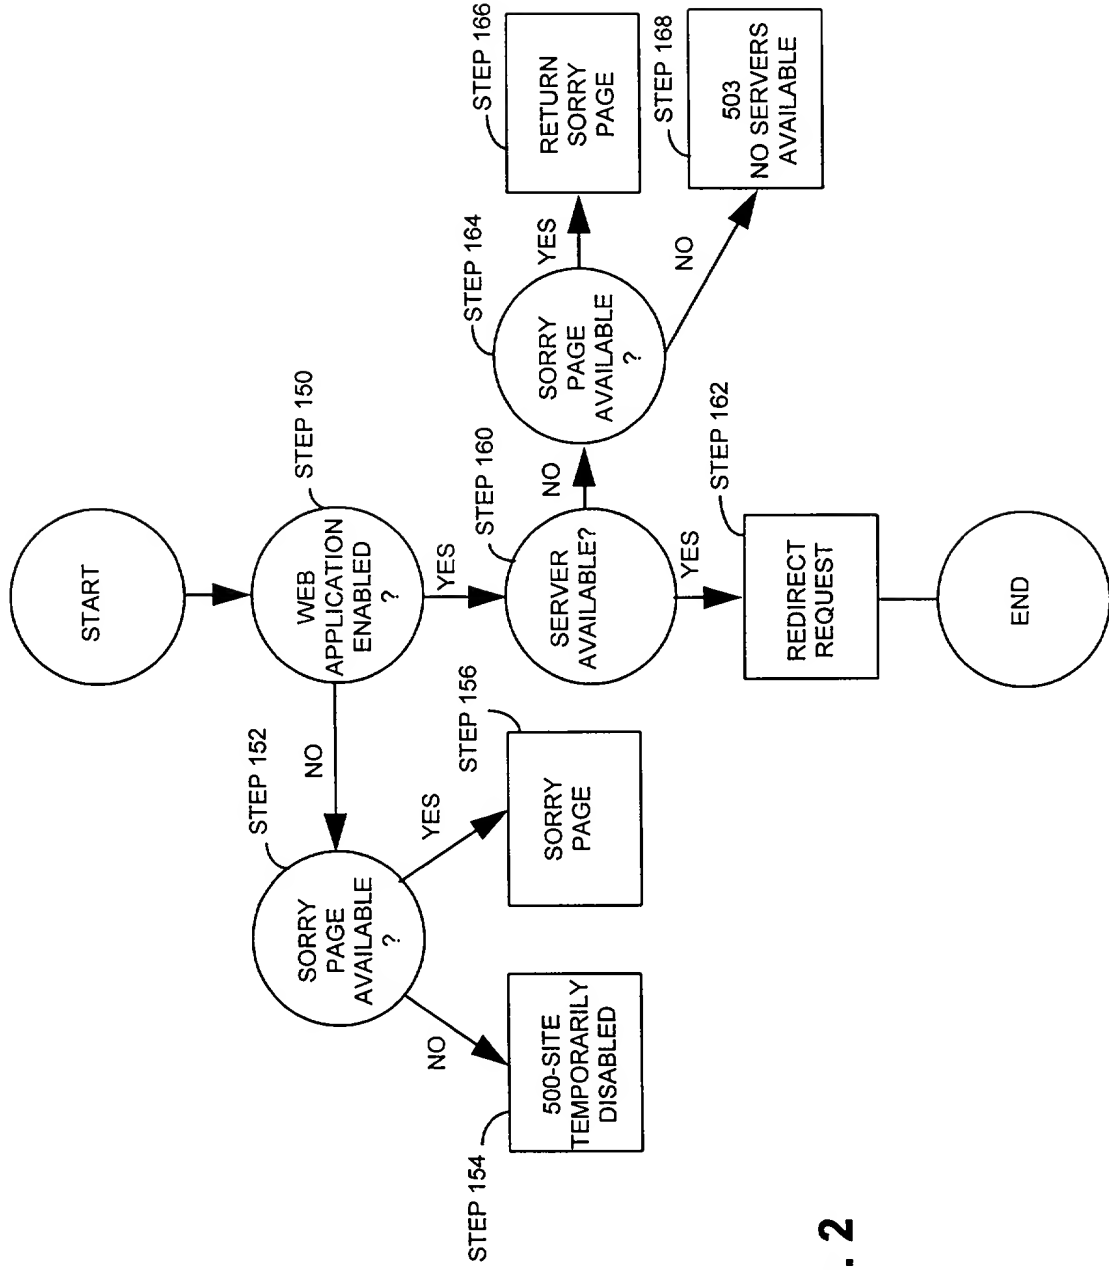 START
STEP 150
WEB
APPLICATION
ENABLED
?
NO
YES
STEP 152
SORRY
PAGE
AVAILABLE
?
NO
YES
STEP 154
500-SITE
TEMPORARILY
DISABLED
STEP 156
SORRY
PAGE
STEP 160
SERVER
AVAILABLE?
NO
YES
STEP 164
SORRY
PAGE
AVAILABLE
?
YES
NO
STEP 166
RETURN
SORRY
PAGE
STEP 168
503
NO SERVERS
AVAILABLE
STEP 162
REDIRECT
REQUEST
END
. 2